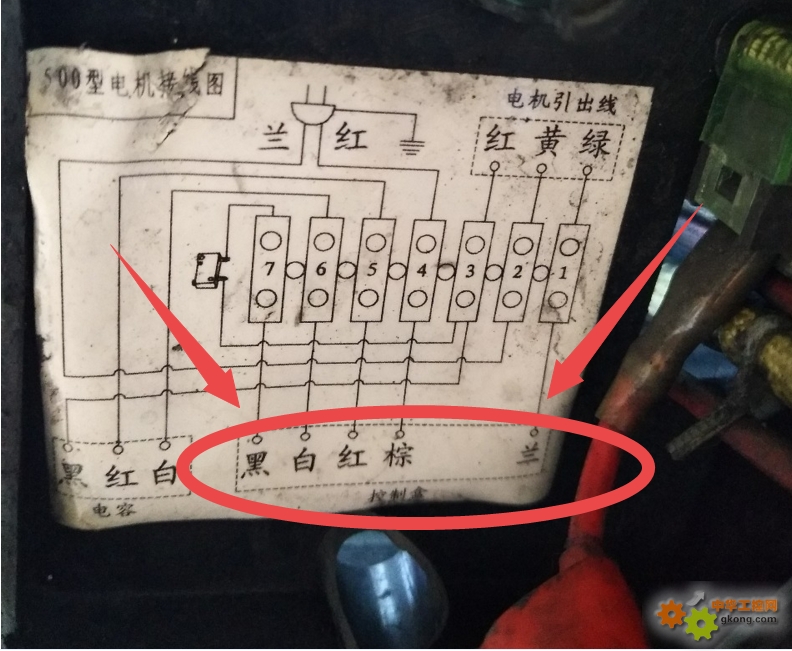 500型电机接线图
电机引出线
兰 红
红 黄 绿
7 6 5 4 3 2 1
黑 红 白
黑 白 红 棕 兰
电容
控制盒
中华工控网
gkong.com